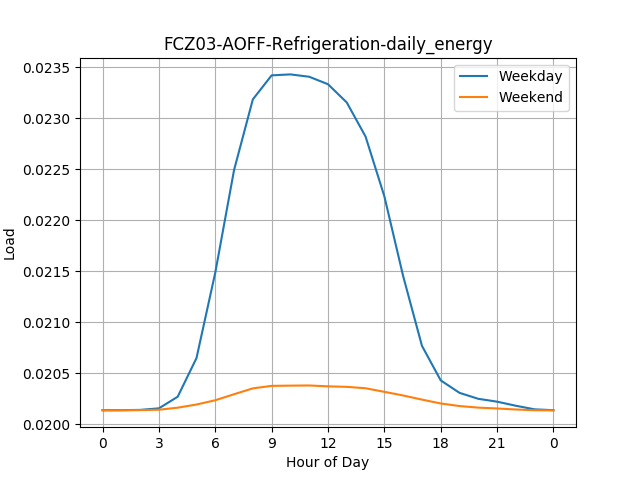 FCZ03-AOFF-Refrigeration-daily_energy
Weekday
Weekend
0.0235
0.0230
0.0225
0.0220
0.0215
0.0210
0.0205
0.0200
Load
0 3 6 9 12 15 18 21 0
Hour of Day